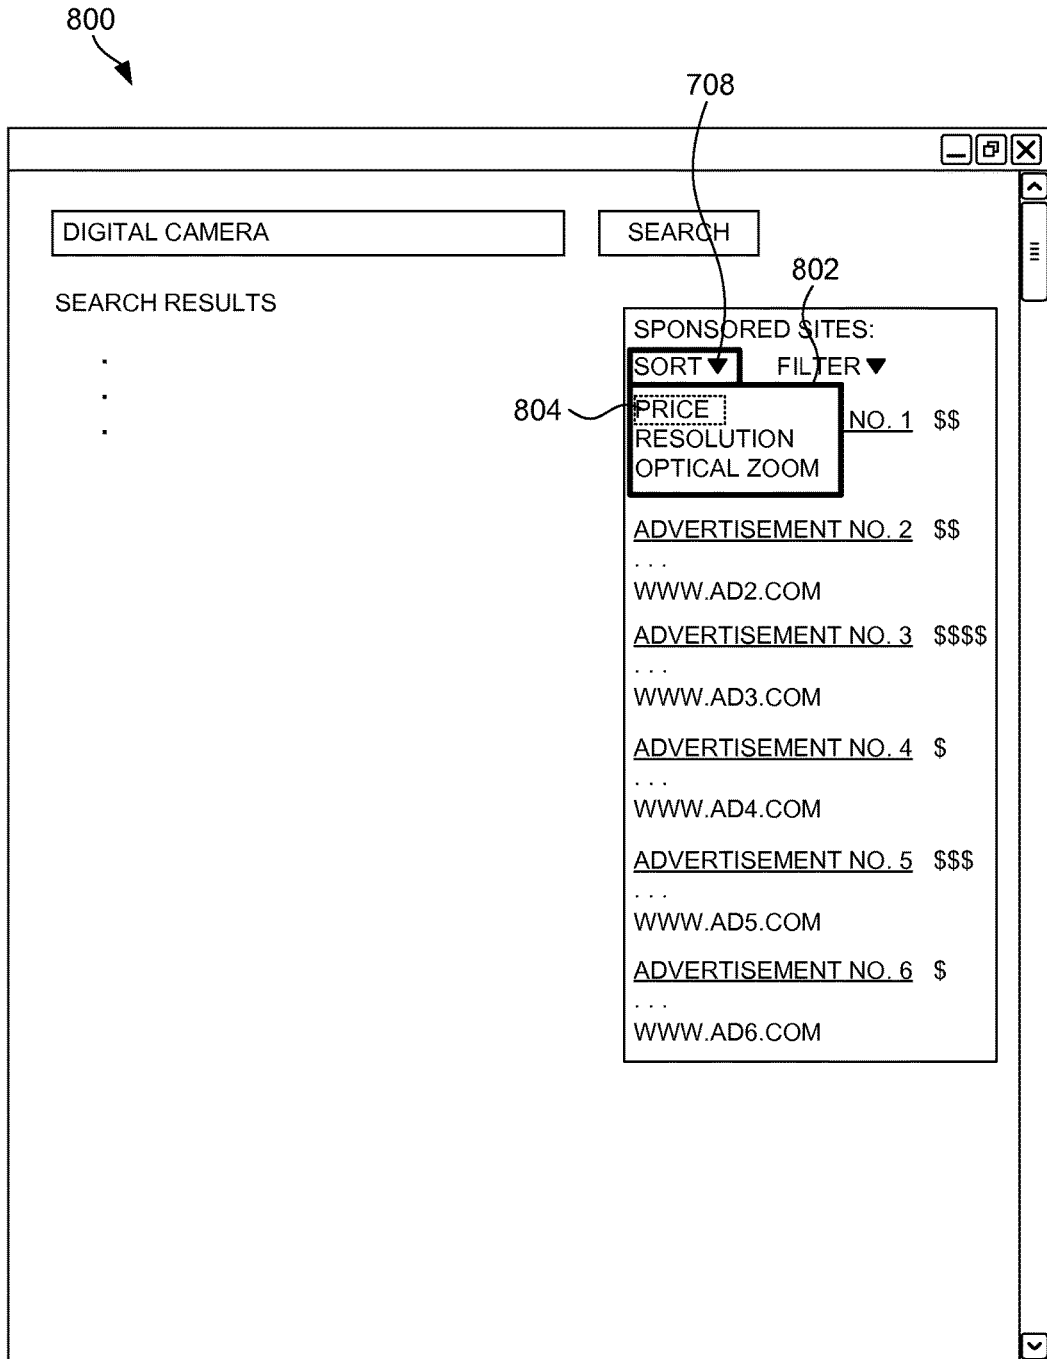 800
708
DIGITAL CAMERA SEARCH
802
SEARCH RESULTS
SPONSORED SITES:
SORT ▼ FILTER ▼
804
PRICE
NO. 1 $$
RESOLUTION
OPTICAL ZOOM
ADVERTISEMENT NO. 2 $$
. . .
WWW.AD2.COM
ADVERTISEMENT NO. 3 $$$$
. . .
WWW.AD3.COM
ADVERTISEMENT NO. 4 $
. . .
WWW.AD4.COM
ADVERTISEMENT NO. 5 $$$
. . .
WWW.AD5.COM
ADVERTISEMENT NO. 6 $
. . .
WWW.AD6.COM